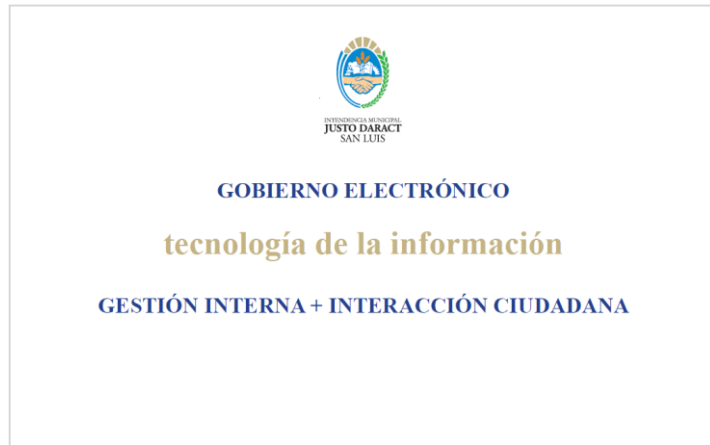 INTENDENCIA MUNICIPAL
JUSTO DARACT
SAN LUIS
GOBIERNO ELECTRÓNICO
tecnología de la información
GESTIÓN INTERNA + INTERACCIÓN CIUDADANA